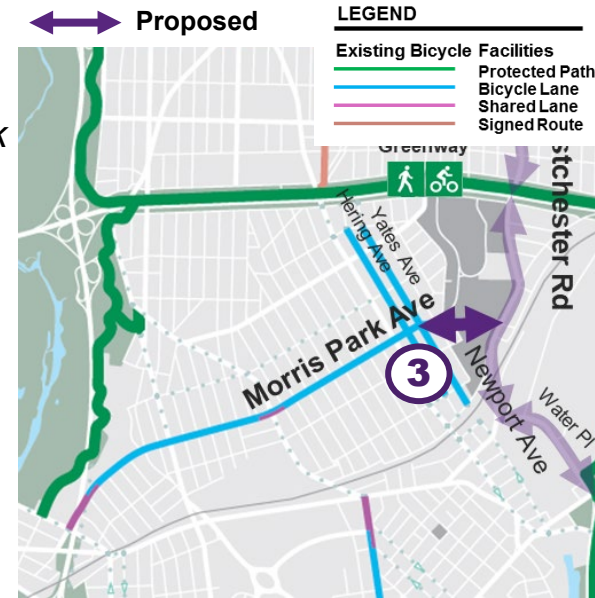 Proposed
LEGEND
Existing Bicycle Facilities
Protected Path
Bicycle Lane
Shared Lane
Signed Route
k
Greenway
stchester Rd
Hering Ave
Yates Ave
Morris Park Ave
3
Newport Ave
Water Pl